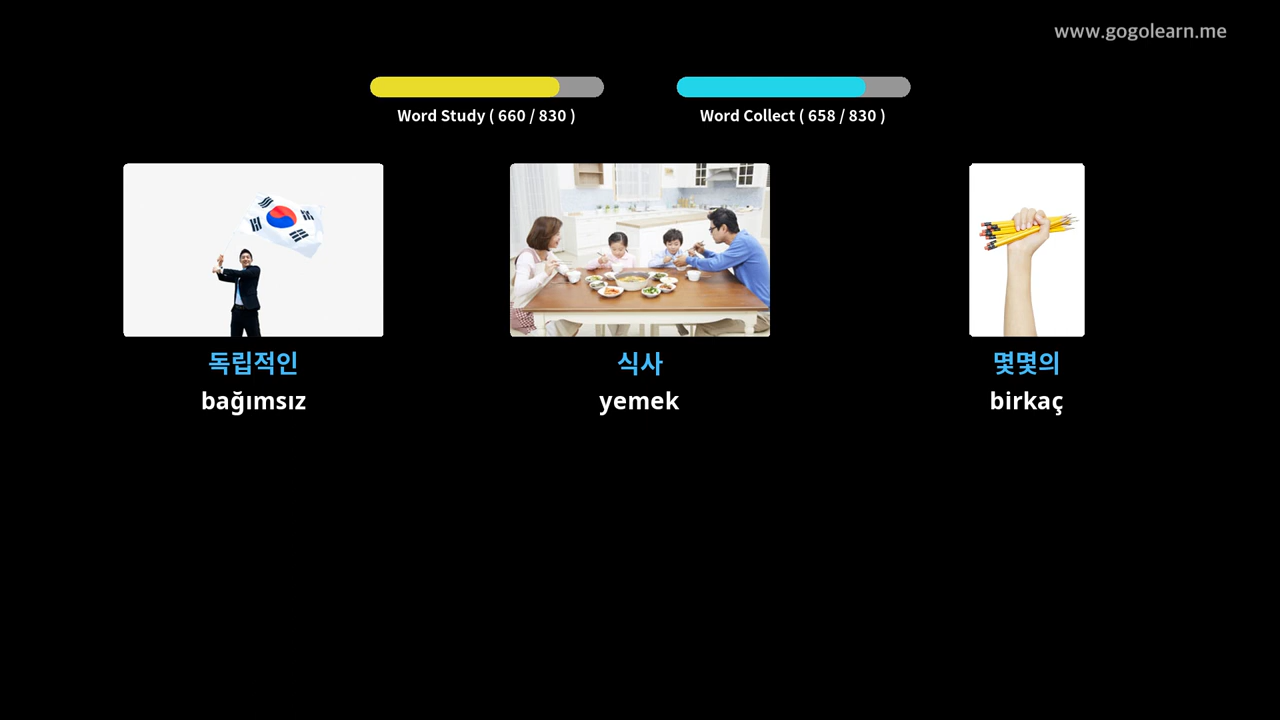 www.gogolearn.me
Word Study ( 660 / 830 )
Word Collect ( 658 / 830 )
독립적인
bağımsız
식사
yemek
몇몇의
birkaç